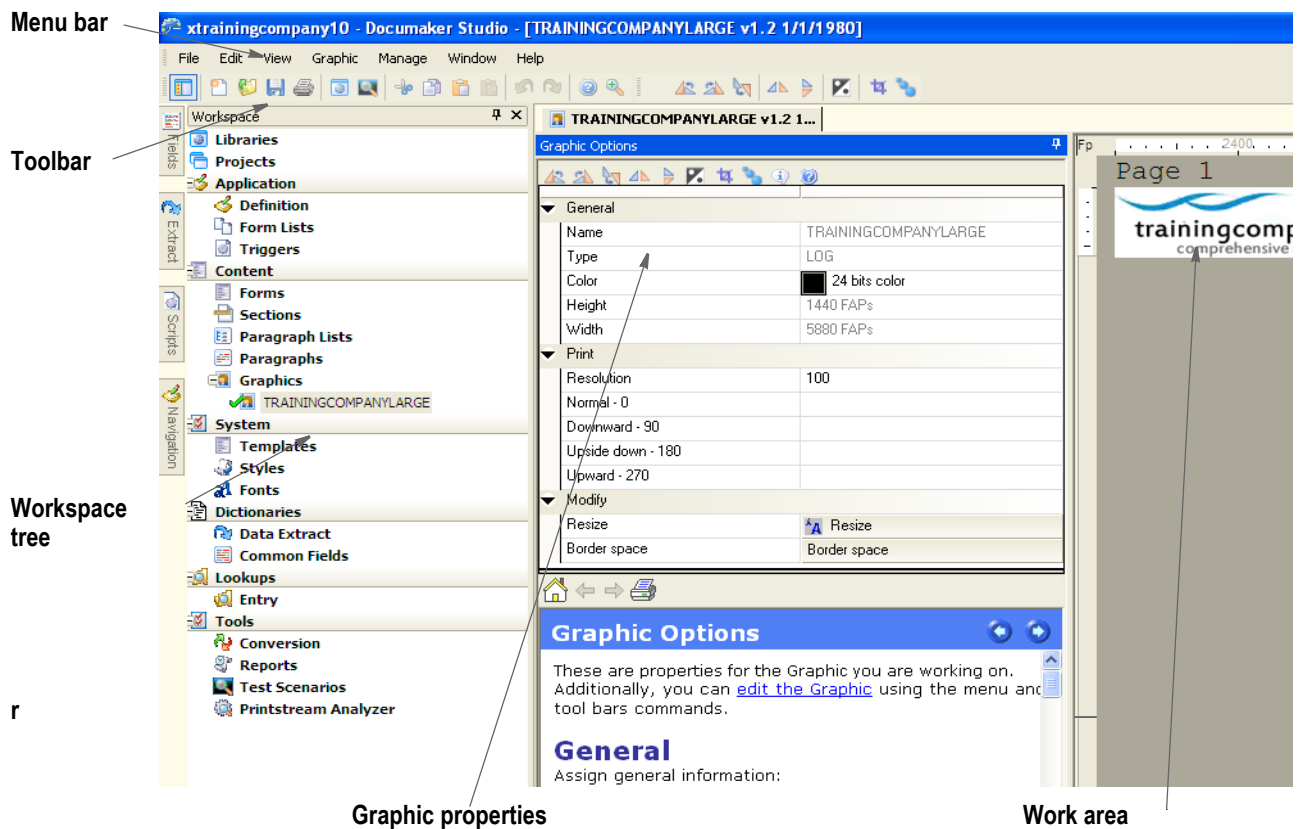 Menu bar
xtrainingcompany10 - Documaker Studio - [TRAININGCOMPANYLARGE v1.2 1/1/1980]
File Edit View Graphic Manage Window Help
Toolbar
Workspace
Fields
Extract
Scripts
Navigation
Libraries
Projects
Application
Definition
Form Lists
Triggers
Content
Forms
Sections
Paragraph Lists
Paragraphs
Graphics
TRAININGCOMPANYLARGE
System
Templates
Styles
Fonts
Dictionaries
Data Extract
Common Fields
Lookups
Entry
Tools
Conversion
Reports
Test Scenarios
Printstream Analyzer
Workspace
tree
r
TRAININGCOMPANYLARGE v1.2 1...
Graphic Options
General
Name TRAININGCOMPANYLARGE
Type LOG
Color 24 bits color
Height 1440 FAPs
Width 5880 FAPs
Print
Resolution 100
Normal - 0
Downward - 90
Upside down - 180
Upward - 270
Modify
Resize Resize
Border space Border space
Graphic Options
These are properties for the Graphic you are working on.
Additionally, you can edit the Graphic using the menu and
tool bars commands.
General
Assign general information:
Fp 2400
Page 1
trainingcomp
comprehensive
Graphic properties
Work area